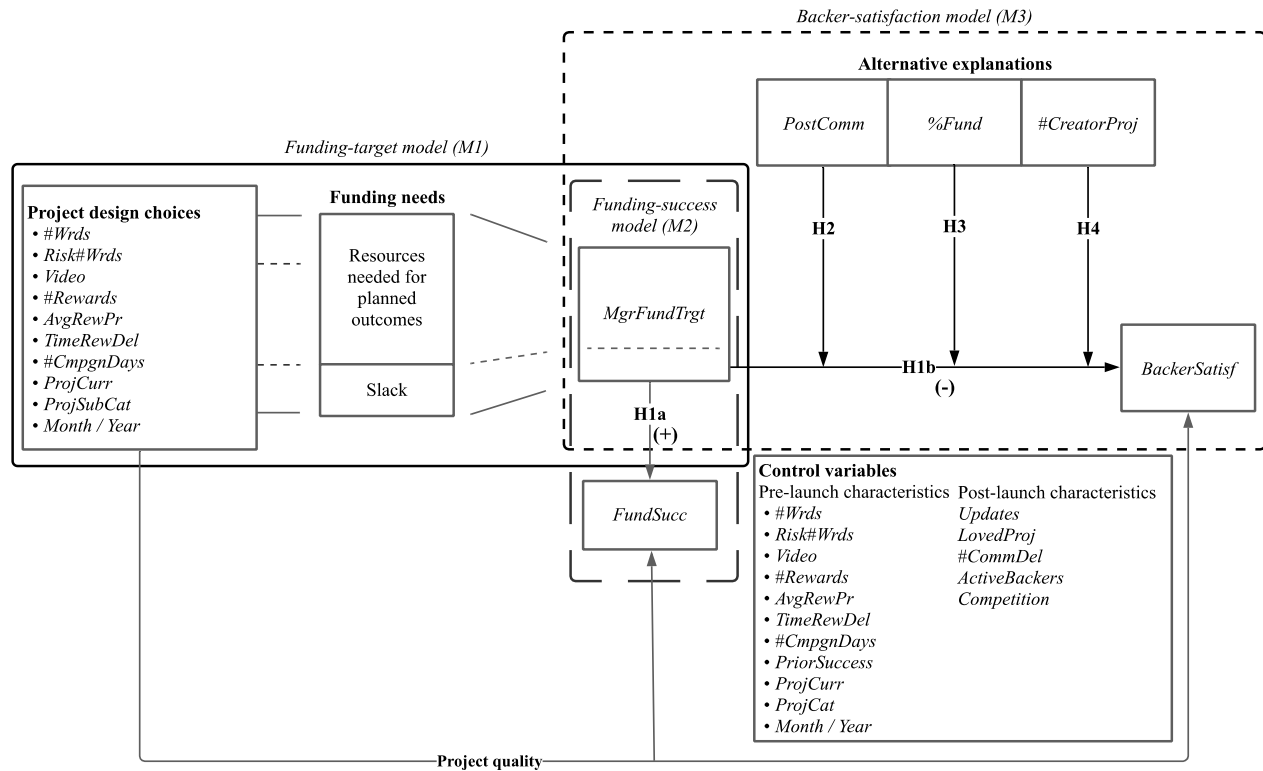 Backer-satisfaction model (M3)
Alternative explanations
PostComm
%Fund
#CreatorProj
Funding-target model (M1)
Project design choices
• #Wrds
• Risk#Wrds
• Video
• #Rewards
• AvgRewPr
• TimeRewDel
• #CmpgnDays
• ProjCurr
• ProjSubCat
• Month / Year
Funding needs
Resources
needed for
planned
outcomes
Slack
Funding-success
model (M2)
MgrFundTrgt
H2
H3
H4
H1b
(-)
BackerSatisf
H1a
(+)
FundSucc
Control variables
Pre-launch characteristics
• #Wrds
• Risk#Wrds
• Video
• #Rewards
• AvgRewPr
• TimeRewDel
• #CmpgnDays
• PriorSuccess
• ProjCurr
• ProjCat
• Month / Year
Post-launch characteristics
Updates
LovedProj
#CommDel
ActiveBackers
Competition
Project quality